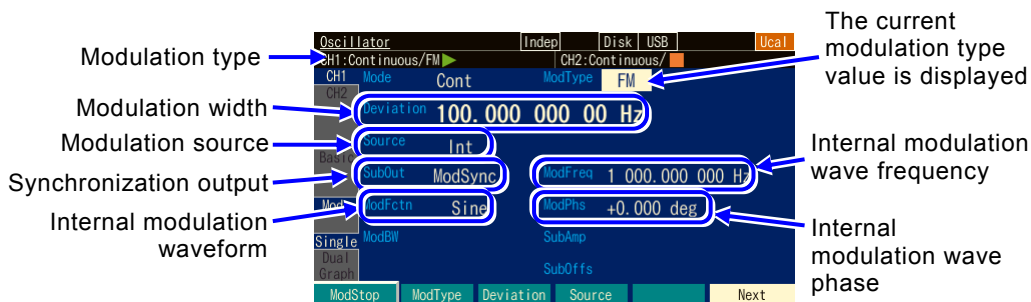 Modulation type
Modulation width
Modulation source
Synchronization output
Internal modulation
waveform
Oscillator Indep Disk USB Ucal
CH1:Continuous/FM CH2:Continuous/
CH1 Mode Cont ModType FM
CH2
Deviation 100.000 000 00 Hz
Source Int
Basic
SubOut ModSync ModFreq 1 000.000 000 Hz
ModFctn Sine ModPhs +0.000 deg
Single ModBW SubAmp
Dual
Graph SubOffs
ModStop ModType Deviation Source Next
The current
modulation type
value is displayed
Internal modulation
wave frequency
Internal
modulation wave
phase